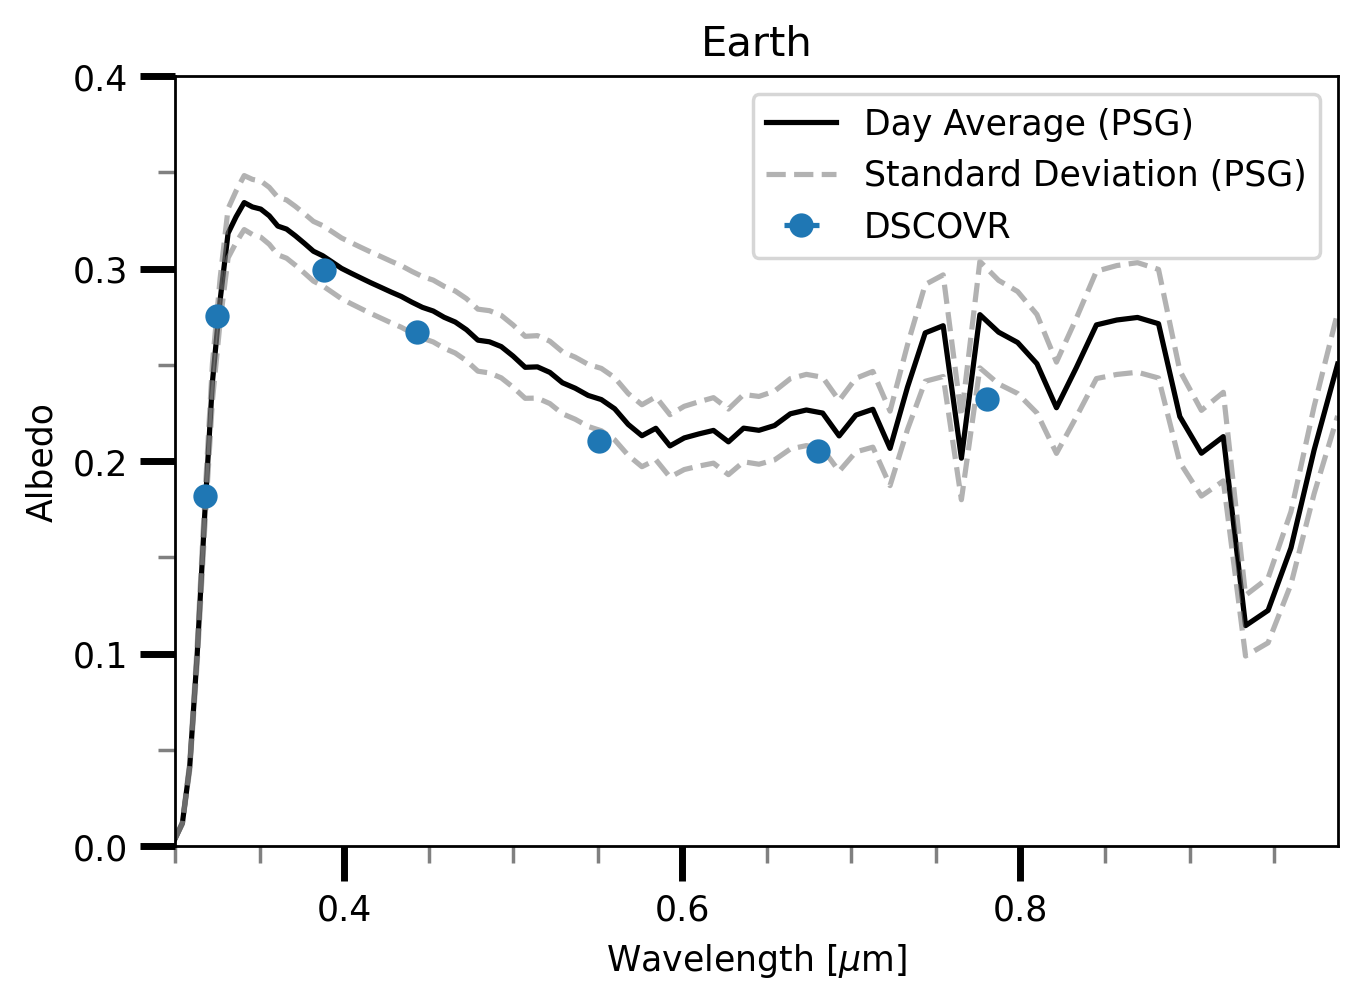 Earth
Day Average (PSG)
Standard Deviation (PSG)
DSCOVR
Albedo
0.4
0.3
0.2
0.1
0.0
0.4 0.6 0.8
Wavelength [μm]